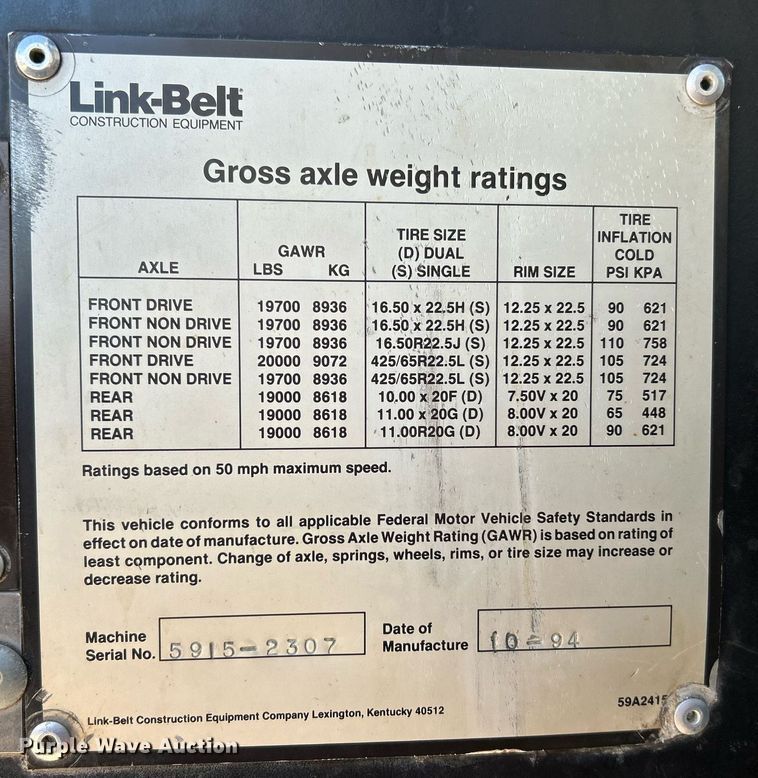 Link-Belt®
CONSTRUCTION EQUIPMENT
Gross axle weight ratings
AXLE GAWR LBS KG TIRE SIZE (D) DUAL (S) SINGLE RIM SIZE TIRE INFLATION COLD PSI KPA
FRONT DRIVE 19700 8936 16.50 x 22.5H (S) 12.25 x 22.5 90 621
FRONT NON DRIVE 19700 8936 16.50 x 22.5H (S) 12.25 x 22.5 90 621
FRONT NON DRIVE 19700 8936 16.50R22.5J (S) 12.25 x 22.5 110 758
FRONT DRIVE 20000 9072 425/65R22.5L (S) 12.25 x 22.5 105 724
FRONT NON DRIVE 19700 8936 425/65R22.5L (S) 12.25 x 22.5 105 724
REAR 19000 8618 10.00 x 20F (D) 7.50V x 20 75 517
REAR 19000 8618 11.00 x 20G (D) 8.00V x 20 65 448
REAR 19000 8618 11.00R20G (D) 8.00V x 20 90 621
Ratings based on 50 mph maximum speed.
This vehicle conforms to all applicable Federal Motor Vehicle Safety Standards in
effect on date of manufacture. Gross Axle Weight Rating (GAWR) is based on rating of
least component. Change of axle, springs, wheels, rims, or tire size may increase or
decrease rating.
Machine Serial No. 5915-2307 Date of Manufacture 10-94
59A2415
Link-Belt Construction Equipment Company Lexington, Kentucky 40512
Purple Wave Auction